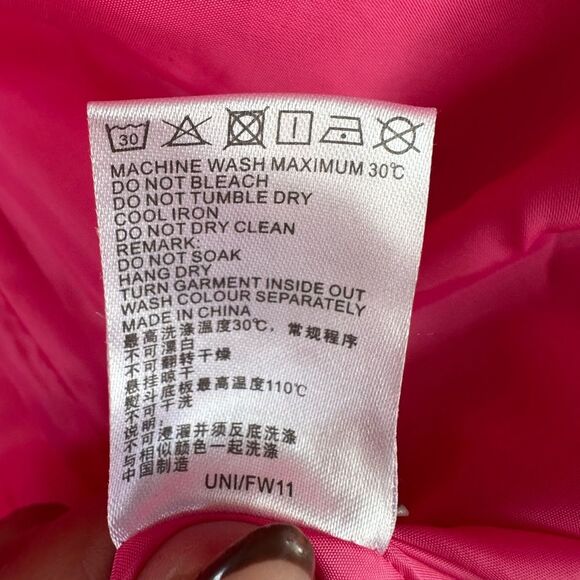 30
MACHINE WASH MAXIMUM 30℃
DO NOT BLEACH
DO NOT TUMBLE DRY
COOL IRON
DO NOT DRY CLEAN
REMARK:
DO NOT SOAK
HANG DRY
TURN GARMENT INSIDE OUT
WASH COLOUR SEPARATELY
MADE IN CHINA
最高洗涤温度30℃，常规程序
不可漂白
不可翻转干燥
悬挂晾干
熨斗底板最高温度110℃
不可干洗
说明：
不可浸渥并须反底洗涤
与相似颜色一起洗涤
中国制造
UNI/FW11